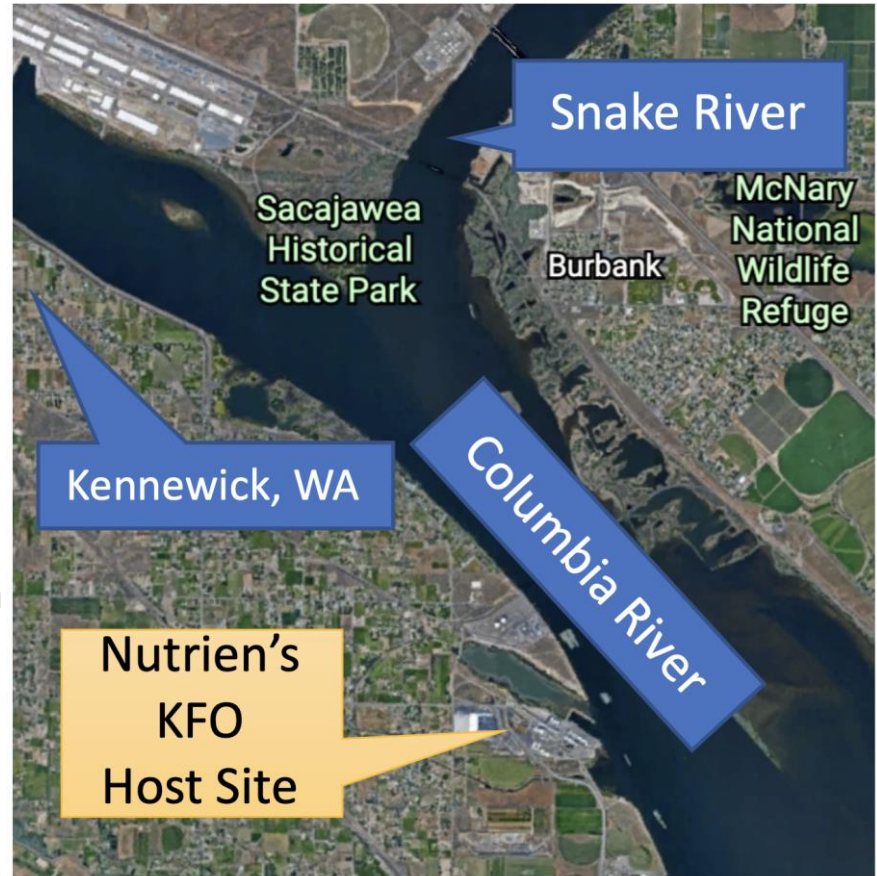 Snake River
McNary
National
Wildlife
Refuge
Sacajawea
Historical
State Park
Burbank
Kennewick, WA
Columbia River
Nutrien's
KFO
Host Site